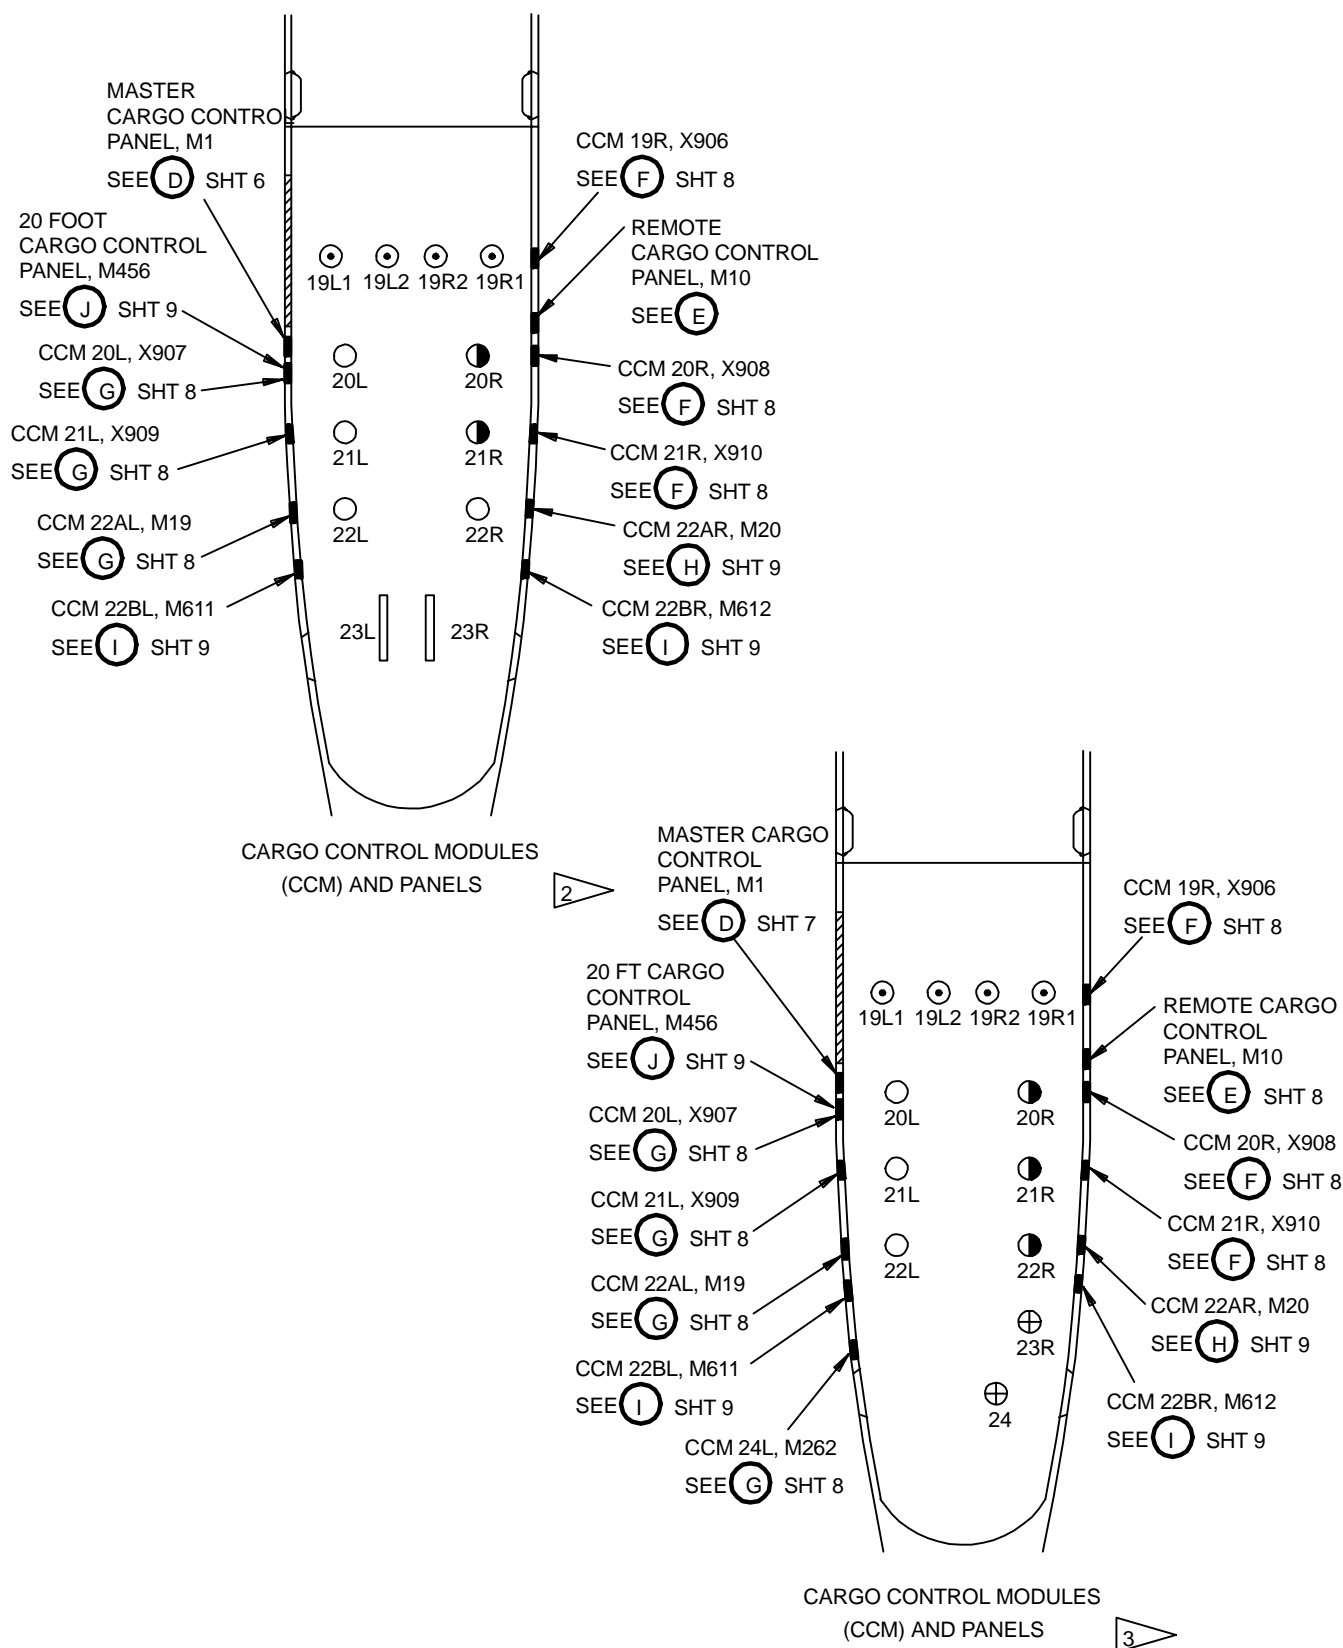 MASTER
CARGO CONTRO
PANEL, M1
SEE D SHT 6
20 FOOT
CARGO CONTROL
PANEL, M456
SEE J SHT 9
CCM 20L, X907
SEE G SHT 8
CCM 21L, X909
SEE G SHT 8
CCM 22AL, M19
SEE G SHT 8
CCM 22BL, M611
SEE I SHT 9
19L1 19L2 19R2 19R1
20L 20R
21L 21R
22L 22R
23L 23R
CCM 19R, X906
SEE F SHT 8
REMOTE
CARGO CONTROL
PANEL, M10
SEE E
CCM 20R, X908
SEE F SHT 8
CCM 21R, X910
SEE F SHT 8
CCM 22AR, M20
SEE H SHT 9
CCM 22BR, M612
SEE I SHT 9
CARGO CONTROL MODULES
(CCM) AND PANELS
2
MASTER CARGO
CONTROL
PANEL, M1
SEE D SHT 7
20 FT CARGO
CONTROL
PANEL, M456
SEE J SHT 9
CCM 20L, X907
SEE G SHT 8
CCM 21L, X909
SEE G SHT 8
CCM 22AL, M19
SEE G SHT 8
CCM 22BL, M611
SEE I SHT 9
CCM 24L, M262
SEE G SHT 8
19L1 19L2 19R2 19R1
20L 20R
21L 21R
22L 22R
23R
24
CCM 19R, X906
SEE F SHT 8
REMOTE CARGO
CONTROL
PANEL, M10
SEE E SHT 8
CCM 20R, X908
SEE F SHT 8
CCM 21R, X910
SEE F SHT 8
CCM 22AR, M20
SEE H SHT 9
CCM 22BR, M612
SEE I SHT 9
CARGO CONTROL MODULES
(CCM) AND PANELS
3